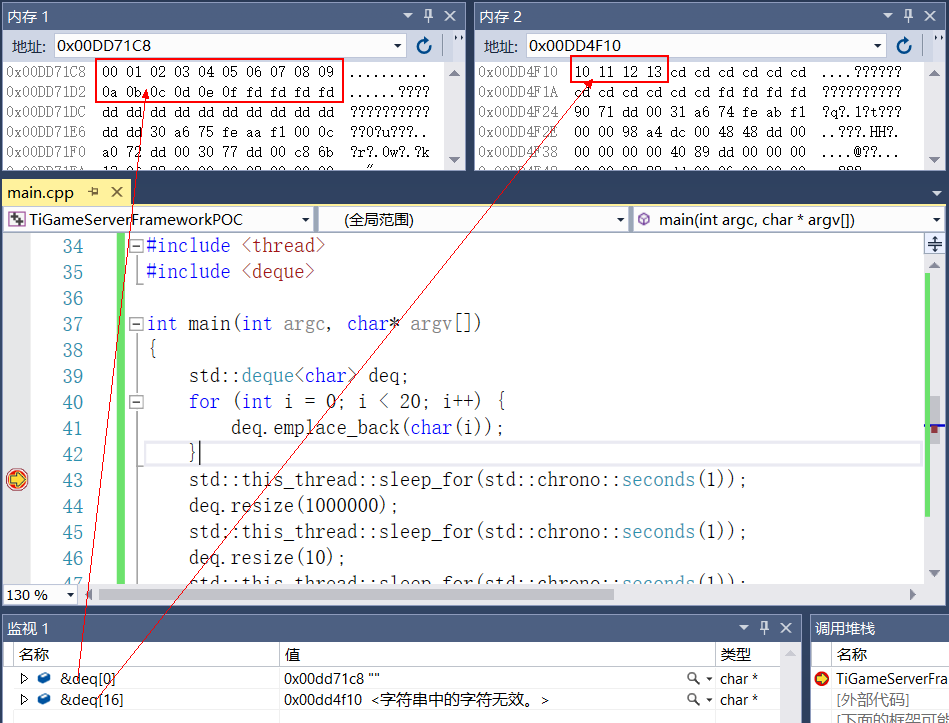 内存 1
地址: 0x00DD71C8
0x00DD71C8 00 01 02 03 04 05 06 07 08 09 ..........
0x00DD71D2 0a 0b 0c 0d 0e 0f fd fd fd fd ......????
0x00DD71DC dd dd dd dd dd dd dd dd dd dd ??????????
0x00DD71E6 dd dd 30 a6 75 fe aa f1 00 0c ??0?u???..
0x00DD71F0 a0 72 dd 00 30 77 dd 00 c8 6b ?r?.0w?.?k
内存 2
地址: 0x00DD4F10
0x00DD4F10 10 11 12 13 cd cd cd cd cd cd ....??????
0x00DD4F1A cd cd cd cd cd cd fd fd fd fd ??????????
0x00DD4F24 90 71 dd 00 31 a6 74 fe ab f1 ?q?.1?t???
0x00DD4F2E 00 00 98 a4 dc 00 48 48 dd 00 ..???.HH?.
0x00DD4F38 00 00 00 00 40 89 dd 00 00 00 ....@??...
main.cpp
TiGameServerFrameworkPOC
(全局范围)
main(int argc, char * argv[])
34 #include <thread>
35 #include <deque>
36
37 int main(int argc, char* argv[])
38 {
39 std::deque<char> deq;
40 for (int i = 0; i < 20; i++) {
41 deq.emplace_back(char(i));
42 }
43 std::this_thread::sleep_for(std::chrono::seconds(1));
44 deq.resize(1000000);
45 std::this_thread::sleep_for(std::chrono::seconds(1));
46 deq.resize(10);
47 std::this_thread::sleep_for(std::chrono::seconds(1));
130 %
监视 1
名称 值 类型
&deq[0] 0x00dd71c8 "" char *
&deq[16] 0x00dd4f10 <字符串中的字符无效。> char *
调用堆栈
名称
TiGameServerFra
[外部代码]
[下面的框架可能